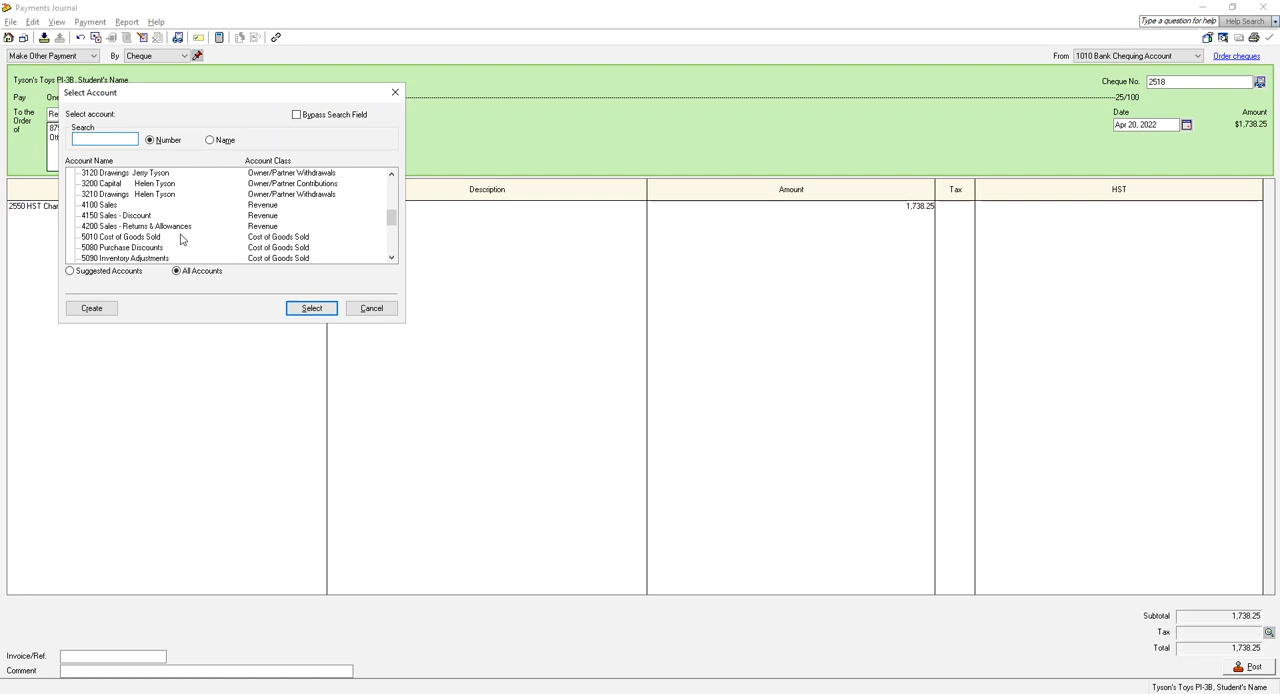 Payments Journal
File Edit View Payment Report Help
Type a question for help Help Search
Make Other Payment By Cheque From 1010 Bank Chequing Account Order cheques
Tyson's Toys PI-3B, Student's Name
Cheque No. 2518
Pay One 25/100
To the Order of Re
875
Ott
Date Amount
Apr 20, 2022 $1,738.25
Select Account
Select account: Bypass Search Field
Search
Number Name
Account Name Account Class
3120 Drawings Jerry Tyson Owner/Partner Withdrawals
3200 Capital Helen Tyson Owner/Partner Contributions
3210 Drawings Helen Tyson Owner/Partner Withdrawals
4100 Sales Revenue
4150 Sales - Discount Revenue
4200 Sales - Returns & Allowances Revenue
5010 Cost of Goods Sold Cost of Goods Sold
5080 Purchase Discounts Cost of Goods Sold
5090 Inventory Adjustments Cost of Goods Sold
Suggested Accounts All Accounts
Create Select Cancel
Description Amount Tax HST
2550 HST Char 1,738.25
Subtotal 1,738.25
Tax
Total 1,738.25
Invoice/Ref.
Comment
Post
Tyson's Toys PI-3B, Student's Name